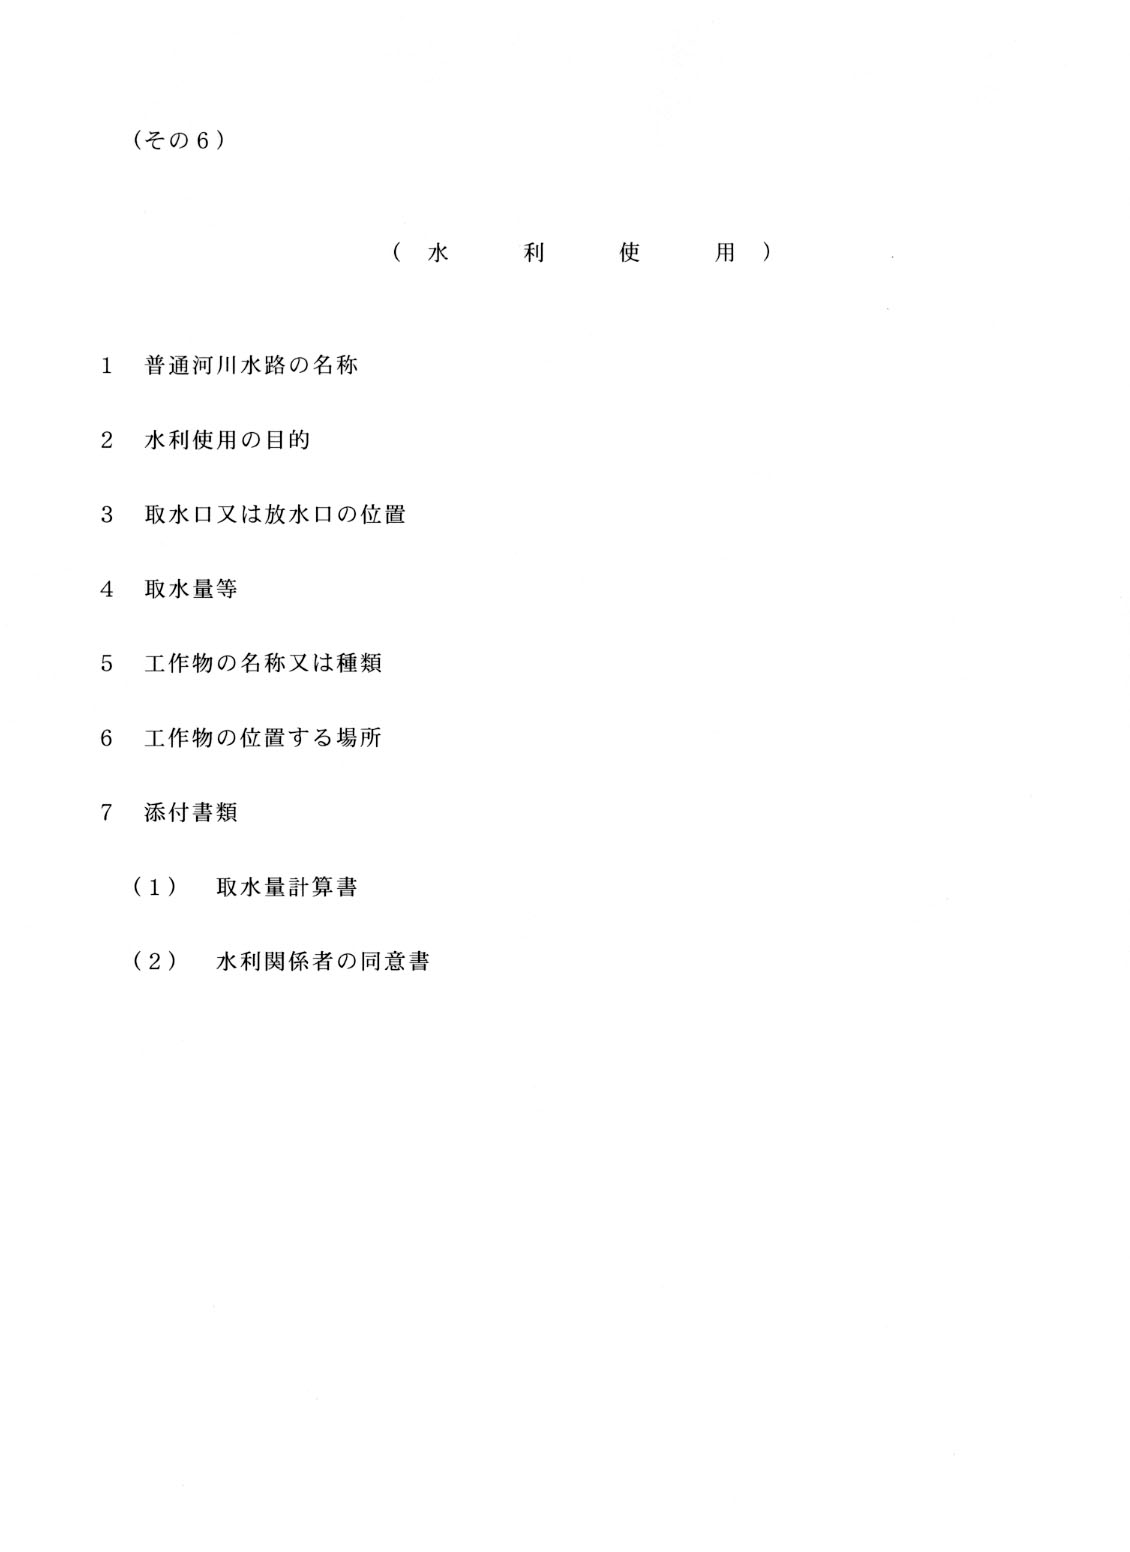 （その６）
（　水　　　利　　　使　　　用　）
１　普通河川水路の名称
２　水利使用の目的
３　取水口又は放水口の位置
４　取水量等
５　工作物の名称又は種類
６　工作物の位置する場所
７　添付書類
（１）　取水量計算書
（２）　水利関係者の同意書